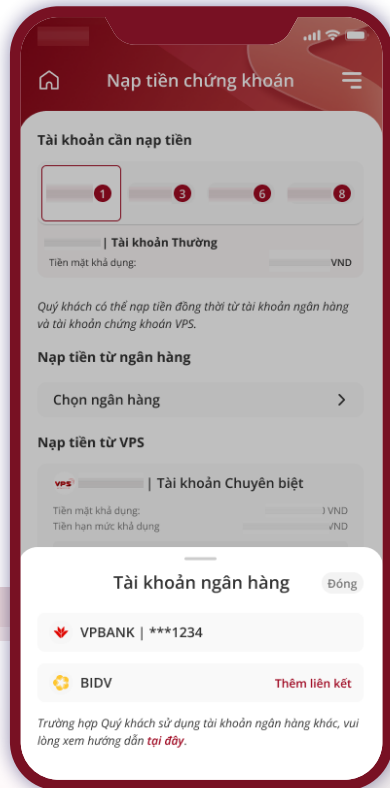 Nạp tiền chứng khoán
Tài khoản cần nạp tiền
1 3 6 8
| Tài khoản Thường
Tiền mặt khả dụng: VND
Quý khách có thể nạp tiền đồng thời từ tài khoản ngân hàng
và tài khoản chứng khoán VPS.
Nạp tiền từ ngân hàng
Chọn ngân hàng
Nạp tiền từ VPS
VPS | Tài khoản Chuyên biệt
Tiền mặt khả dụng: VND
Tiền hạn mức khả dụng VND
Tài khoản ngân hàng Đóng
VPBANK | ***1234
BIDV Thêm liên kết
Trường hợp Quý khách sử dụng tài khoản ngân hàng khác, vui
lòng xem hướng dẫn tại đây.